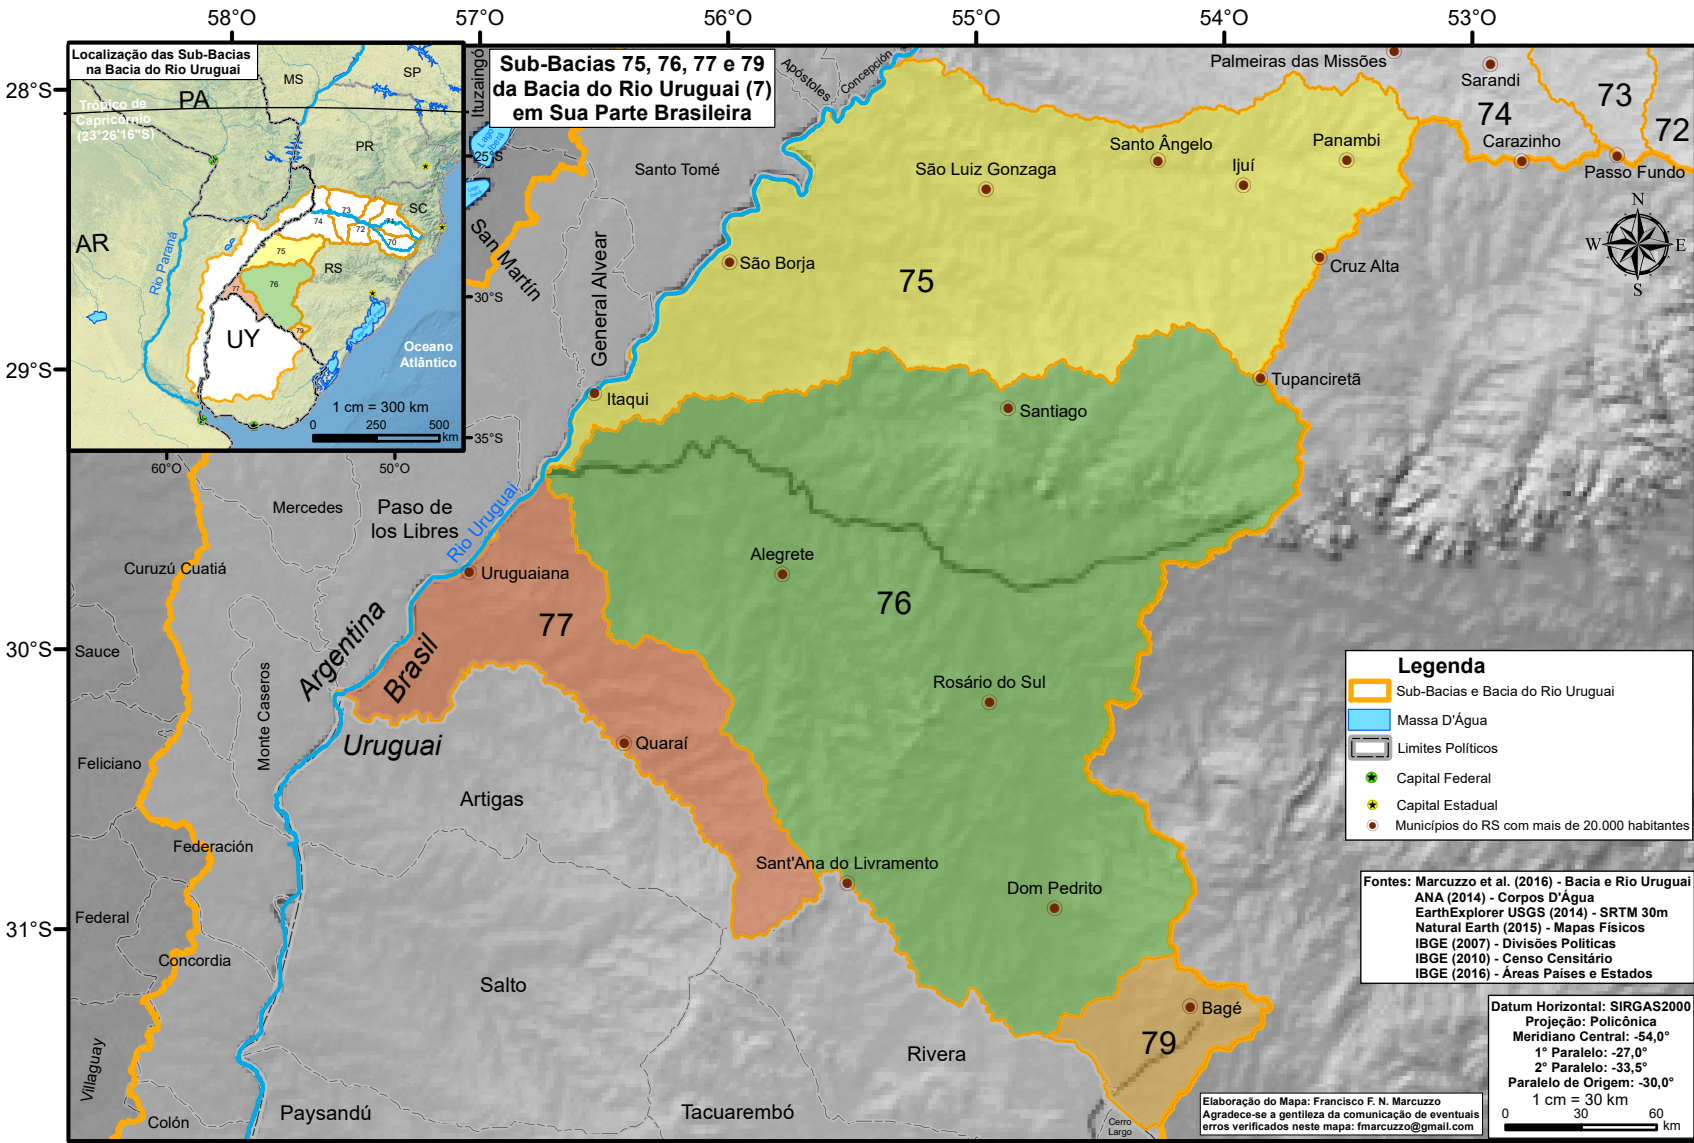 58°O
57°O
56°O
55°O
54°O
53°O
28°S
29°S
30°S
31°S
Localização das Sub-Bacias
na Bacia do Rio Uruguai
MS
SP
PA
Trópico de
Capricórnio
(23°26'16"S)
PR
SC
73
74
72
71
70
75
76
77
79
RS
AR
Rio Paraná
UY
Oceano
Atlântico
1 cm = 300 km
0 250 500
km
25°S
30°S
35°S
60°O
50°O
Sub-Bacias 75, 76, 77 e 79
da Bacia do Rio Uruguai (7)
em Sua Parte Brasileira
Ituzaingó
Apóstoles
Concepción
Santo Tomé
San Martín
General Alvear
Palmeiras das Missões
Sarandi
73
74
72
Carazinho
Passo Fundo
Santo Ângelo
Panambi
São Luiz Gonzaga
Ijuí
N
W E
S
São Borja
75
Cruz Alta
Itaqui
Tupanciretã
Santiago
Mercedes
Paso de
los Libres
Rio Uruguai
Curuzú Cuatiá
Uruguaiana
Alegrete
76
77
Argentina
Brasil
Sauce
Monte Caseros
Uruguai
Rosário do Sul
Quaraí
Feliciano
Artigas
Federación
Sant'Ana do Livramento
Dom Pedrito
Federal
Concordia
Salto
Bagé
79
Rivera
Villaguay
Colón
Paysandú
Tacuarembó
Cerro
Largo
Legenda
Sub-Bacias e Bacia do Rio Uruguai
Massa D'Água
Limites Políticos
Capital Federal
Capital Estadual
Municípios do RS com mais de 20.000 habitantes
Fontes: Marcuzzo et al. (2016) - Bacia e Rio Uruguai
ANA (2014) - Corpos D'Água
EarthExplorer USGS (2014) - SRTM 30m
Natural Earth (2015) - Mapas Físicos
IBGE (2007) - Divisões Politicas
IBGE (2010) - Censo Censitário
IBGE (2016) - Áreas Países e Estados
Datum Horizontal: SIRGAS2000
Projeção: Policônica
Meridiano Central: -54,0°
1° Paralelo: -27,0°
2° Paralelo: -33,5°
Paralelo de Origem: -30,0°
1 cm = 30 km
0 30 60
km
Elaboração do Mapa: Francisco F. N. Marcuzzo
Agradece-se a gentileza da comunicação de eventuais
erros verificados neste mapa: fmarcuzzo@gmail.com